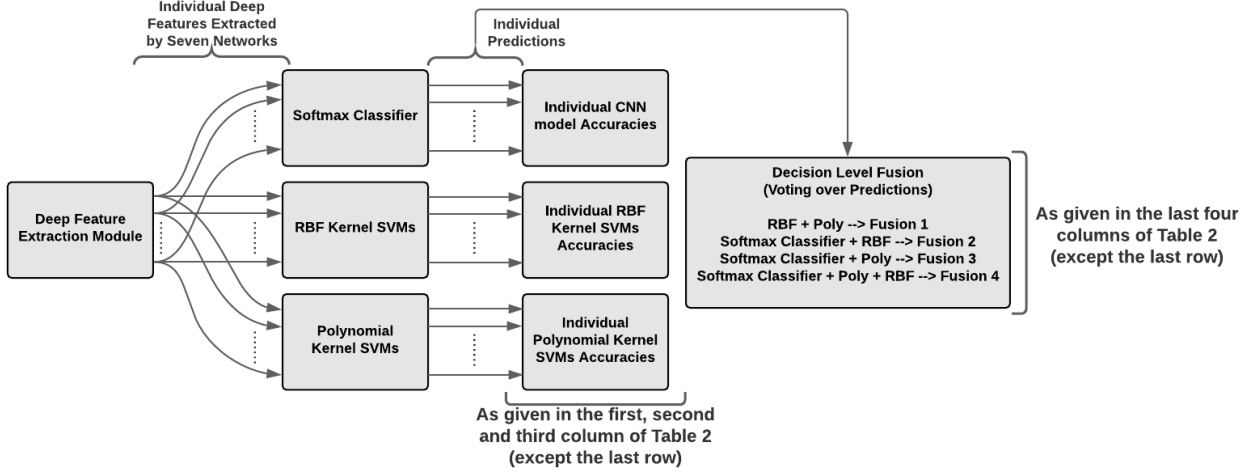 Individual Deep
Features Extracted
by Seven Networks
Individual
Predictions
Deep Feature
Extraction Module
Softmax Classifier
RBF Kernel SVMs
Polynomial
Kernel SVMs
Individual CNN
model Accuracies
Individual RBF
Kernel SVMs
Accuracies
Individual
Polynomial Kernel
SVMs Accuracies
As given in the first, second
and third column of Table 2
(except the last row)
Decision Level Fusion
(Voting over Predictions)
RBF + Poly --> Fusion 1
Softmax Classifier + RBF --> Fusion 2
Softmax Classifier + Poly --> Fusion 3
Softmax Classifier + Poly + RBF --> Fusion 4
As given in the last four
columns of Table 2
(except the last row)